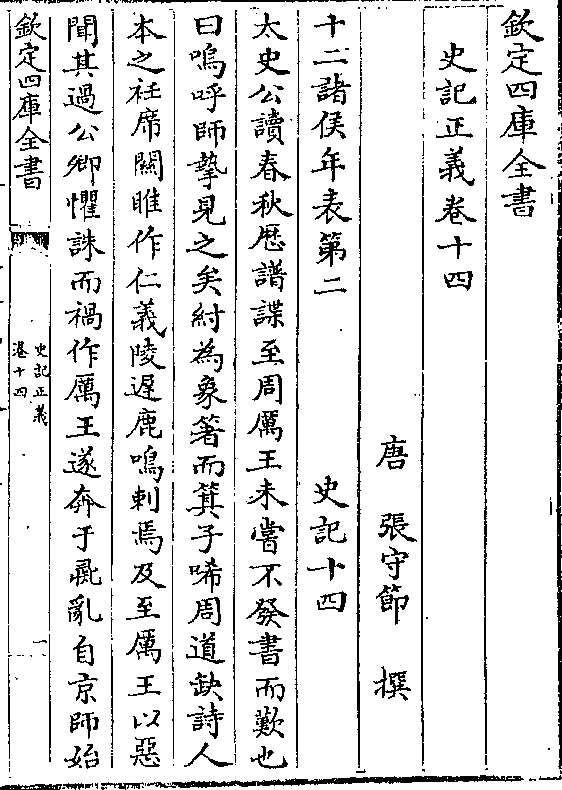 欽定四庫全書
史記正義卷十四
唐 張守節 撰
十二諸侯年表第二 史記十四
太史公讀春秋歴譜諜至周厲王未嘗不發書而歎也
曰嗚呼師摯見之矣紂為象箸而箕子唏周道缺詩人
本之衽席關雎作仁義陵遲鹿鳴刺焉及至厲王以惡
聞其過公卿懼誅而禍作厲王遂奔于彘亂自京師始
欽定四庫全書
史記正義
卷十四
一